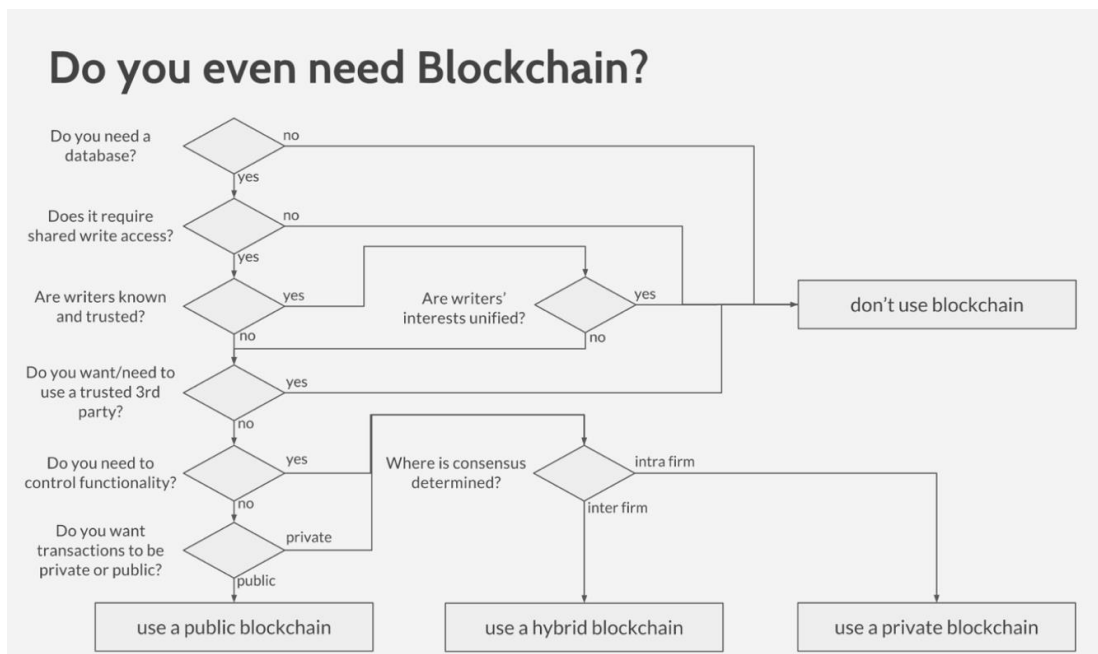 Do you even need Blockchain?
Do you need a
database?
no
yes
Does it require
shared write access?
no
yes
Are writers known
and trusted?
yes
no
Are writers'
interests unified?
yes
no
don't use blockchain
Do you want/need to
use a trusted 3rd
party?
yes
no
Do you need to
control functionality?
yes
no
Where is consensus
determined?
intra firm
inter firm
Do you want
transactions to be
private or public?
private
public
use a public blockchain
use a hybrid blockchain
use a private blockchain